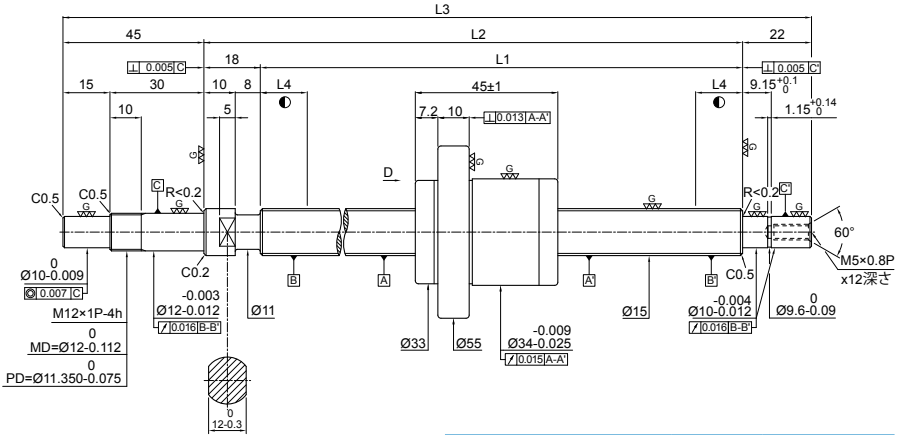 L3
45 L2 22
⊥ 0.005 C 18 L1 ⊥ 0.005 C'
15 30 10 8 L4 45±1 L4 9.15 +0.1 0
10 5 7.2 10 ⊥ 0.013 A-A' 1.15 +0.14 0
G G G
D
C0.5 C0.5 C R<0.2 G R<0.2 C'
G G G G G
60°
C0.2 B A A' B' C0.5 M5×0.8P
x12深さ
0
Ø10-0.009
◎ 0.007 C
-0.003
Ø12-0.012
0.016 B-B'
Ø11
Ø15
-0.004
Ø10-0.012
0.016 B-B'
0
Ø9.6-0.09
M12×1P-4h
0
MD=Ø12-0.112
0
PD=Ø11.350-0.075
Ø33 Ø55
-0.009
Ø34-0.025
0.015 A-A'
0
12-0.3